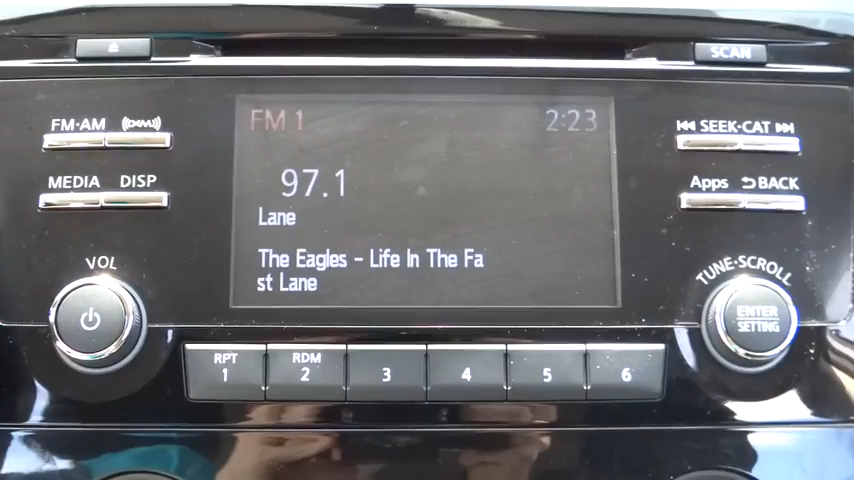 SCAN
FM 1 2:23
FM·AM ((XM)) SEEK·CAT
97.1
MEDIA DISP Apps BACK
Lane
The Eagles - Life In The Fa
st Lane
VOL TUNE·SCROLL
ENTER
SETTING
RPT RDM
1 2 3 4 5 6